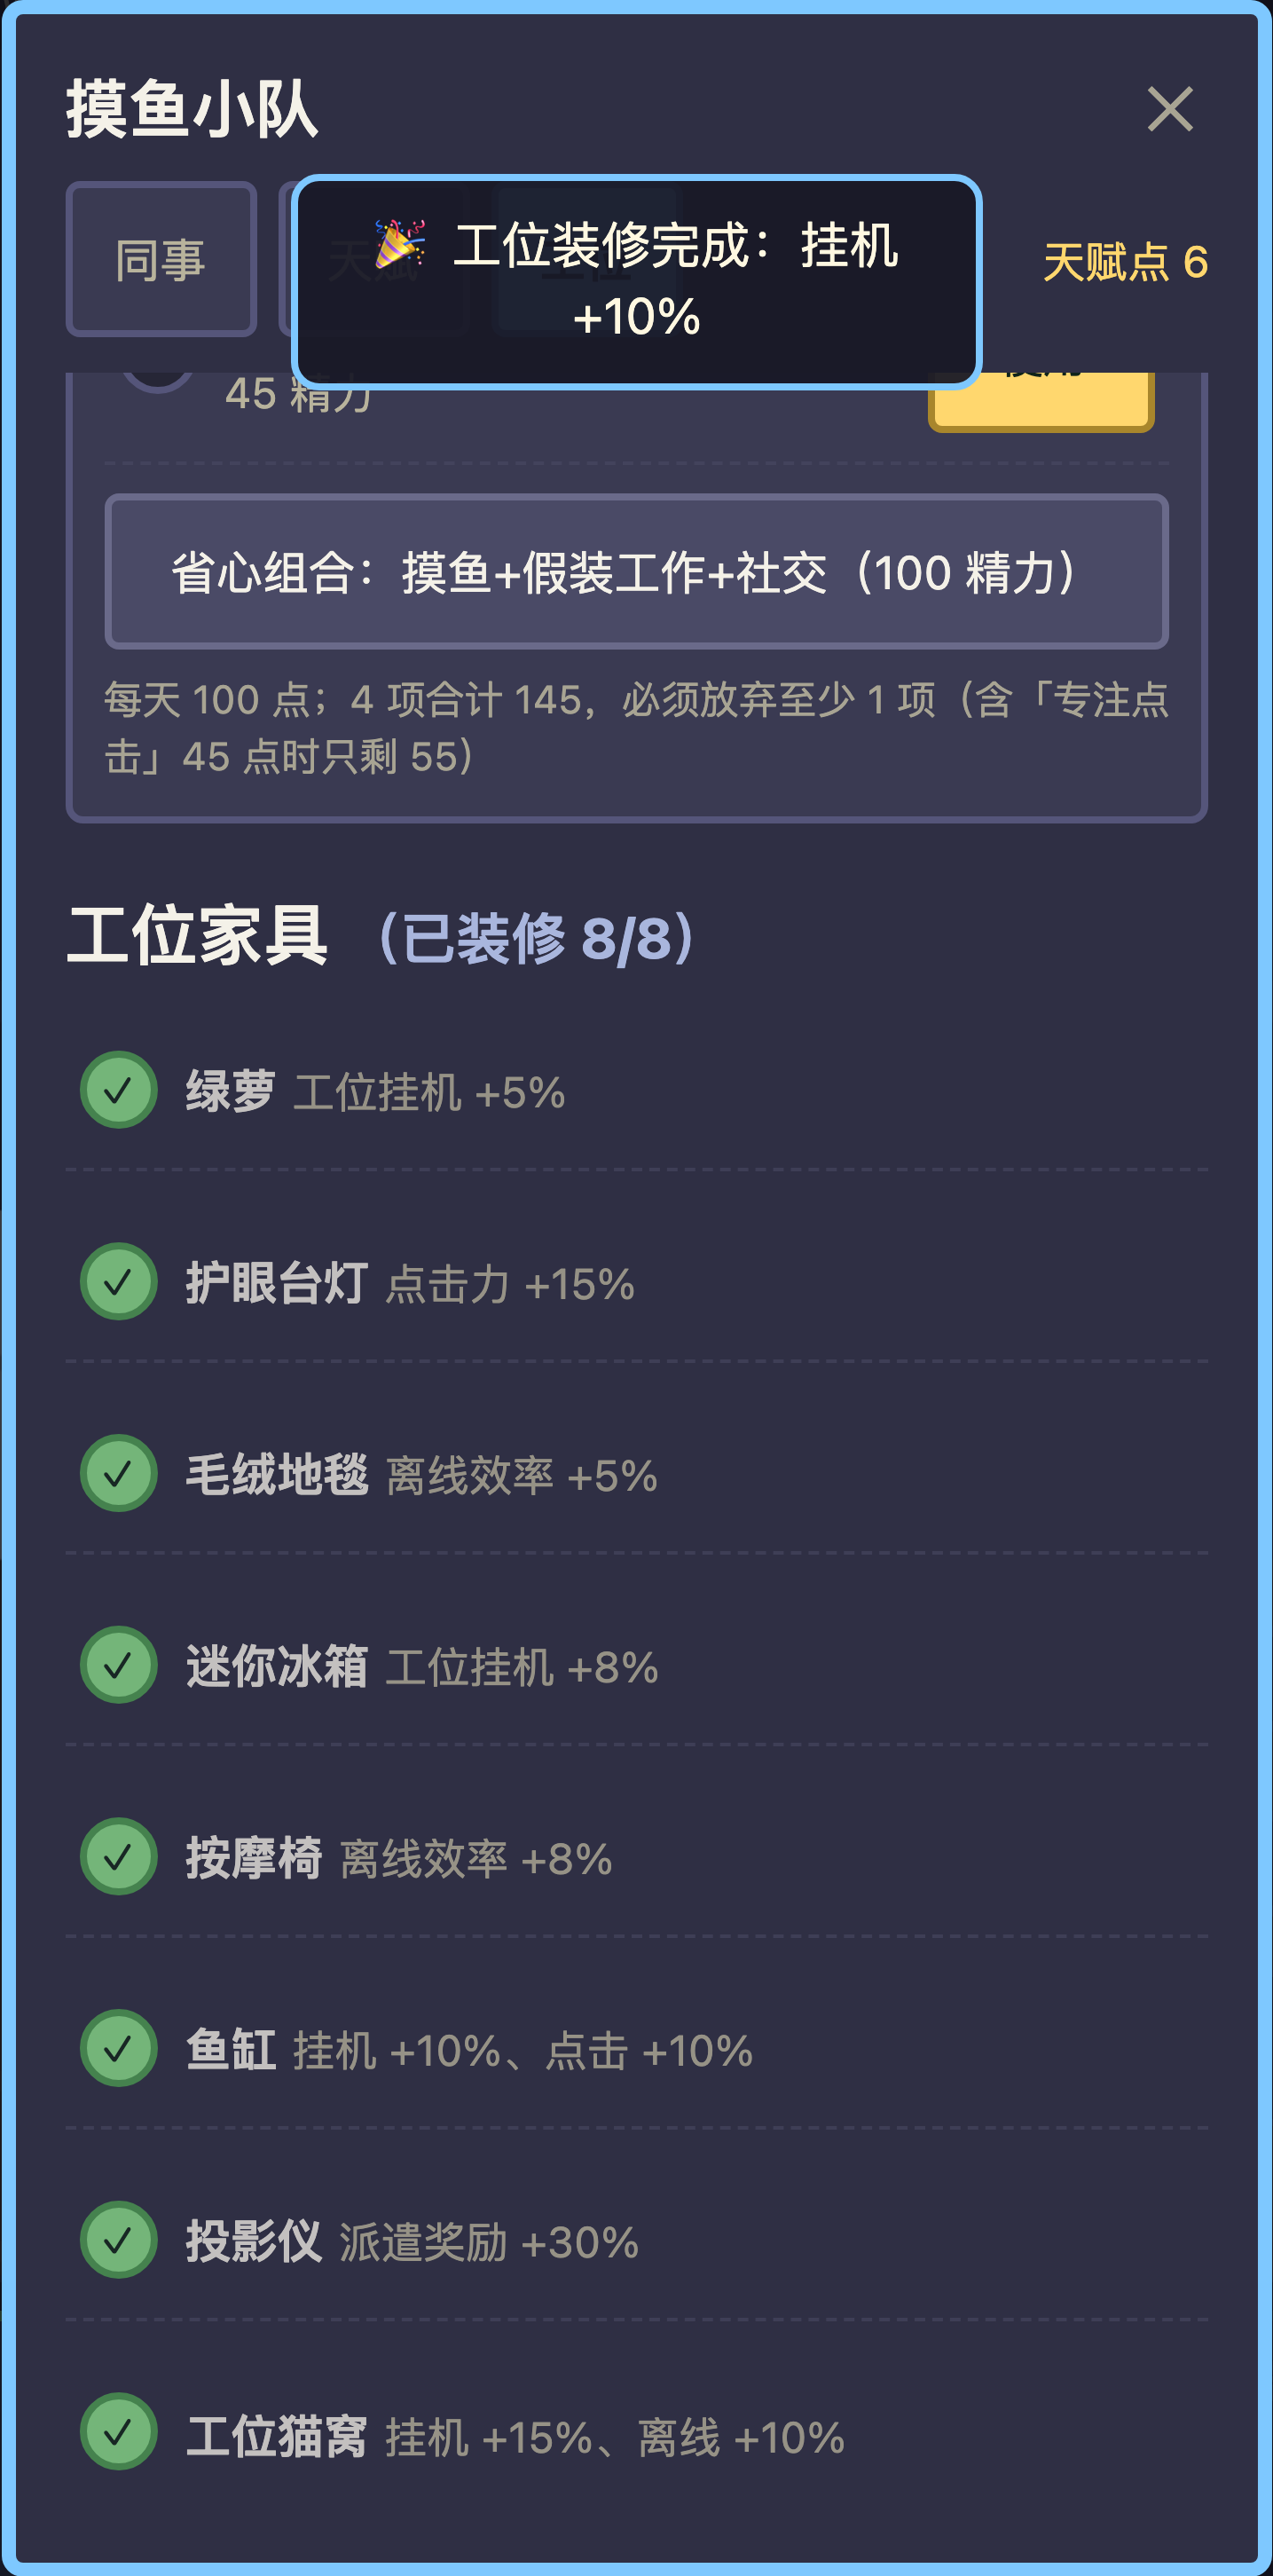 摸鱼小队
同事
🎉 工位装修完成：挂机
+10%
天赋点 6
45 精力
省心组合：摸鱼+假装工作+社交（100 精力）
每天 100 点；4 项合计 145，必须放弃至少 1 项（含「专注点
击」45 点时只剩 55）
工位家具 （已装修 8/8）
绿萝 工位挂机 +5%
护眼台灯 点击力 +15%
毛绒地毯 离线效率 +5%
迷你冰箱 工位挂机 +8%
按摩椅 离线效率 +8%
鱼缸 挂机 +10%、点击 +10%
投影仪 派遣奖励 +30%
工位猫窝 挂机 +15%、离线 +10%